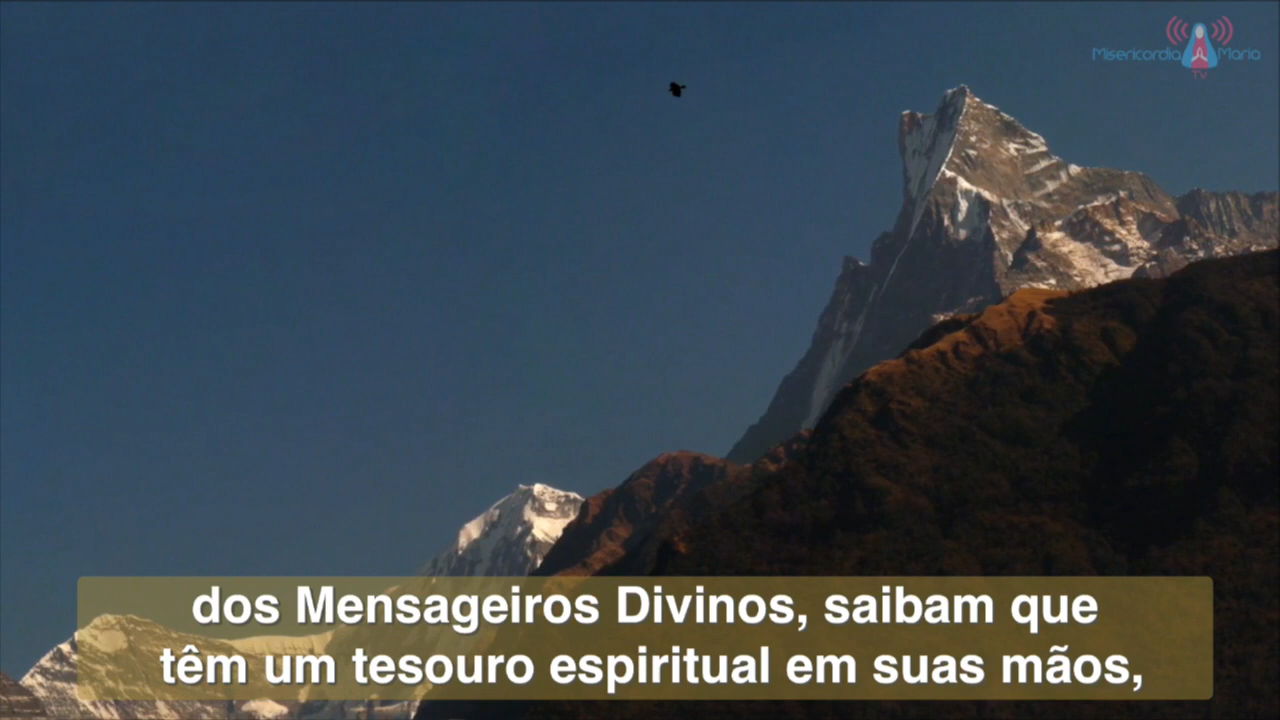 Misericordia Maria
TV
dos Mensageiros Divinos, saibam que
têm um tesouro espiritual em suas mãos,